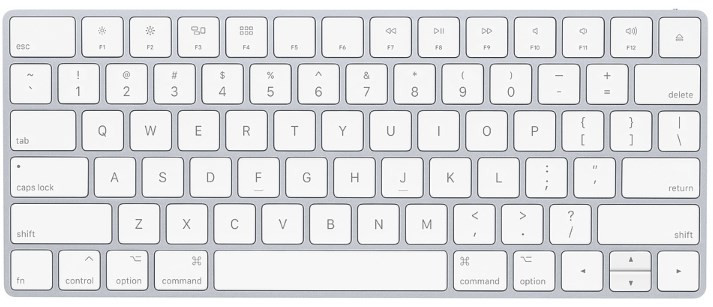 esc F1 F2 F3 F4 F5 F6 F7 F8 F9 F10 F11 F12
~ ! @ # $ % ^ & * ( ) — +
` 1 2 3 4 5 6 7 8 9 0 - = delete
tab Q W E R T Y U I O P { [ } ] | \
caps lock A S D F G H J K L : ; " ' return
shift Z X C V B N M < , > . ? / shift
fn ^ control ⌥ option ⌘ command ⌘ command ⌥ option ◀ ▲ ▼ ▶